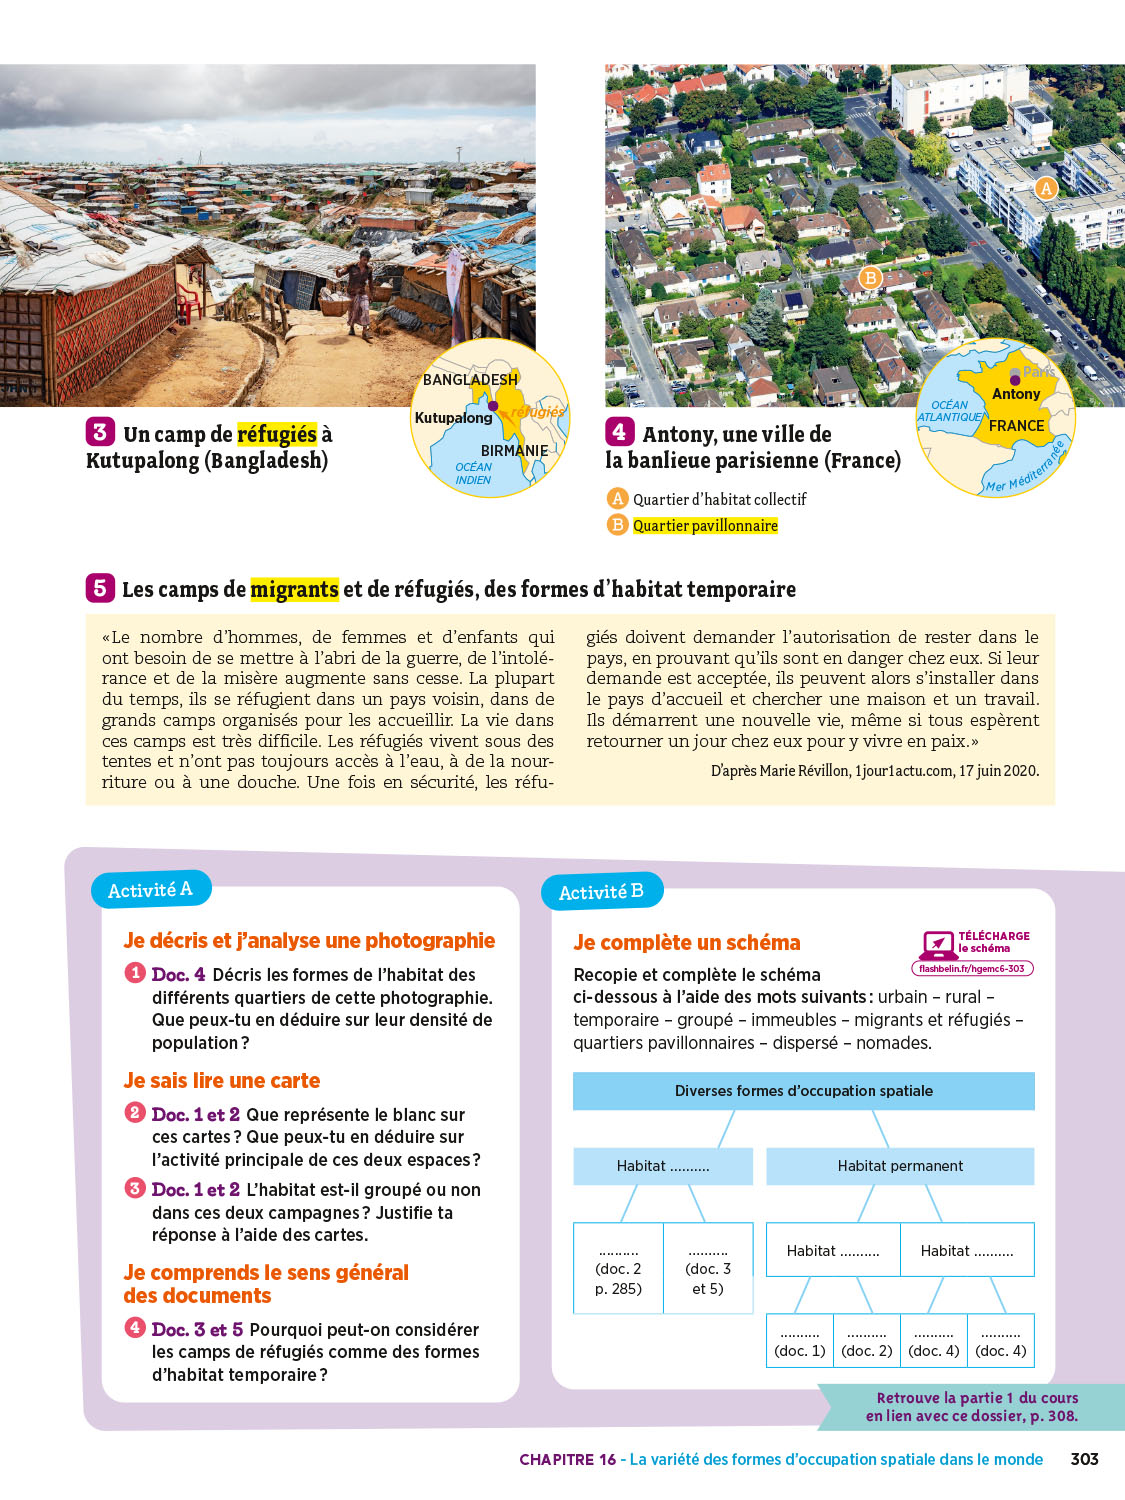 BANGLADESH
Kutupalong
réfugiés
BIRMANIE
OCÉAN
INDIEN
3 Un camp de réfugiés à
Kutupalong (Bangladesh)
A
B
Paris
Antony
OCÉAN
ATLANTIQUE
FRANCE
Mer Méditerranée
4 Antony, une ville de
la banlieue parisienne (France)
A Quartier d'habitat collectif
B Quartier pavillonnaire
5 Les camps de migrants et de réfugiés, des formes d'habitat temporaire
«Le nombre d'hommes, de femmes et d'enfants qui
ont besoin de se mettre à l'abri de la guerre, de l'intolé-
rance et de la misère augmente sans cesse. La plupart
du temps, ils se réfugient dans un pays voisin, dans de
grands camps organisés pour les accueillir. La vie dans
ces camps est très difficile. Les réfugiés vivent sous des
tentes et n'ont pas toujours accès à l'eau, à de la nour-
riture ou à une douche. Une fois en sécurité, les réfu-
giés doivent demander l'autorisation de rester dans le
pays, en prouvant qu'ils sont en danger chez eux. Si leur
demande est acceptée, ils peuvent alors s'installer dans
le pays d'accueil et chercher une maison et un travail.
Ils démarrent une nouvelle vie, même si tous espèrent
retourner un jour chez eux pour y vivre en paix.»
D'après Marie Révillon, 1jour1actu.com, 17 juin 2020.
Activité A
Je décris et j'analyse une photographie
1 Doc. 4 Décris les formes de l'habitat des
différents quartiers de cette photographie.
Que peux-tu en déduire sur leur densité de
population ?
Je sais lire une carte
2 Doc. 1 et 2 Que représente le blanc sur
ces cartes ? Que peux-tu en déduire sur
l'activité principale de ces deux espaces ?
3 Doc. 1 et 2 L'habitat est-il groupé ou non
dans ces deux campagnes ? Justifie ta
réponse à l'aide des cartes.
Je comprends le sens général
des documents
4 Doc. 3 et 5 Pourquoi peut-on considérer
les camps de réfugiés comme des formes
d'habitat temporaire ?
Activité B
Je complète un schéma
TÉLÉCHARGE
le schéma
flashbelin.fr/hgemc6-303
Recopie et complète le schéma
ci-dessous à l'aide des mots suivants : urbain – rural –
temporaire – groupé – immeubles – migrants et réfugiés –
quartiers pavillonnaires – dispersé – nomades.
Diverses formes d'occupation spatiale
Habitat ..........
Habitat permanent
..........
(doc. 2
p. 285)
..........
(doc. 3
et 5)
Habitat ..........
Habitat ..........
..........
(doc. 1)
..........
(doc. 2)
..........
(doc. 4)
..........
(doc. 4)
Retrouve la partie 1 du cours
en lien avec ce dossier, p. 308.
CHAPITRE 16 - La variété des formes d'occupation spatiale dans le monde 303